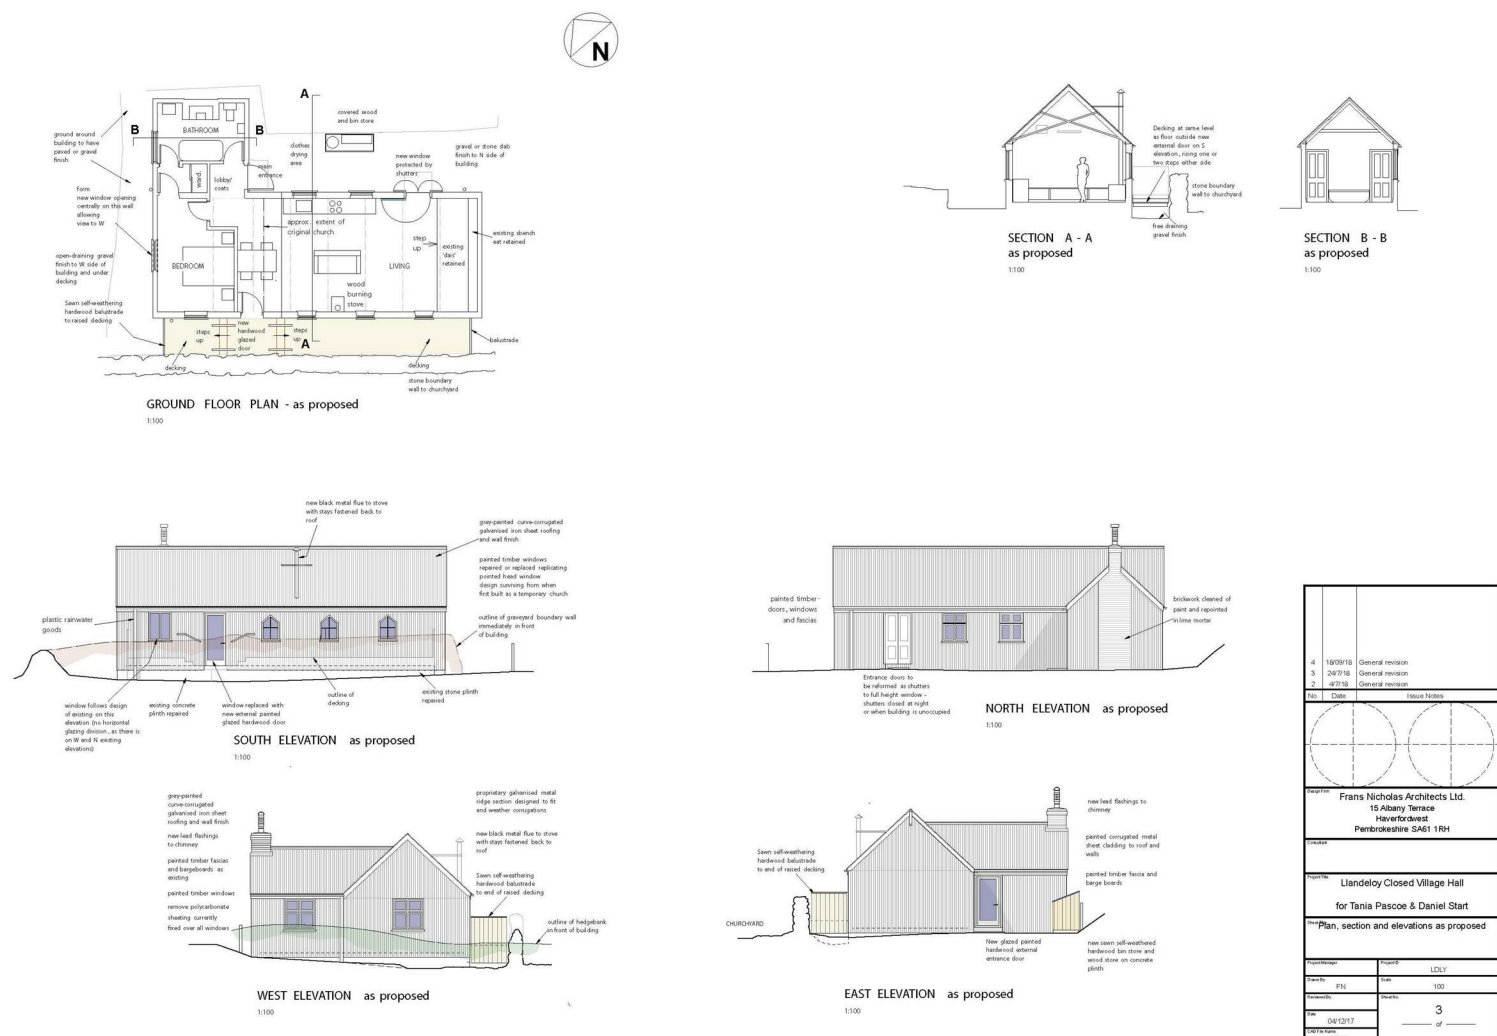 N
A
covered wood
and bin store
B
B
BATHROOM
ground around
building to have
paved or gravel
finish
clothes
drying
area
new window
protected by
shutters
gravel or stone slab
finish to N side of
building
main
entrance
ward.
lobby/
coats
form
new window opening
centrally on this wall
allowing
view to W
approx. extent of
original church
step
up
existing
'dais'
retained
existing sbench
eat retained
open-draining gravel
finish to W side of
building and under
decking
BEDROOM
LIVING
wood
burning
stove
Sawn self-weathering
hardwood balustrade
to raised decking
steps
up
new
hardwood
glazed
door
steps
up
A
balustrade
decking
decking
stone boundary
wall to churchyard
GROUND FLOOR PLAN - as proposed
1:100
Decking at same level
as floor outside new
external door on S
elevation, rising one or
two steps either side
stone boundary
wall to churchyard
free draining
gravel finish
SECTION A - A
as proposed
1:100
SECTION B - B
as proposed
1:100
new black metal flue to stove
with stays fastened back to
roof
grey-painted curve-corrugated
galvanised iron sheet roofing
and wall finish
painted timber windows
repaired or replaced replicating
pointed head window
design surviving from when
first built as a temporary church
plastic rainwater
goods
outline of graveyard boundary wall
immediately in front
of building
window follows design
of existing on this
elevation (no horizontal
glazing division, as there is
on W and N existing
elevations)
existing concrete
plinth repaired
window replaced with
new external painted
glazed hardwood door
outline of
decking
existing stone plinth
repaired
SOUTH ELEVATION as proposed
1:100
painted timber-
doors, windows
and fascias
brickwork cleaned of
paint and repointed
in lime mortar
Entrance doors to
be reformed as shutters
to full height window -
shutters closed at night
or when building is unoccupied
NORTH ELEVATION as proposed
1:100
grey-painted
curve-corrugated
galvanised iron sheet
roofing and wall finish
new lead flashings
to chimney
painted timber fascias
and bargeboards as
existing
painted timber windows
remove polycarbonate
sheeting currently
fixed over all windows
proprietary galvanised metal
ridge section designed to fit
and weather corrugations
new black metal flue to stove
with stays fastened back to
roof
Sawn self-weathering
hardwood balustrade
to end of raised decking
outline of hedgebank
in front of building
WEST ELEVATION as proposed
1:100
Sawn self-weathering
hardwood balustrade
to end of raised decking
CHURCHYARD
new lead flashings to
chimney
painted corrugated metal
sheet cladding to roof and
walls
painted timber fascia and
barge boards
New glazed painted
hardwood external
entrance door
new sawn self-weathered
hardwood bin store and
wood store on concrete
plinth
EAST ELEVATION as proposed
1:100
4 18/09/18 General revision
3 24/7/18 General revision
2 4/7/18 General revision
No. Date Issue Notes
Design Firm
Frans Nicholas Architects Ltd.
15 Albany Terrace
Haverfordwest
Pembrokeshire SA61 1RH
Consultant
Project Title
Llandeloy Closed Village Hall
for Tania Pascoe & Daniel Start
Plan, section and elevations as proposed
Project Manager
Project ID
LDLY
Drawn By
FN
Scale
100
Reviewed By
Sheet No.
3
of
Date
04/12/17
CAD File Name